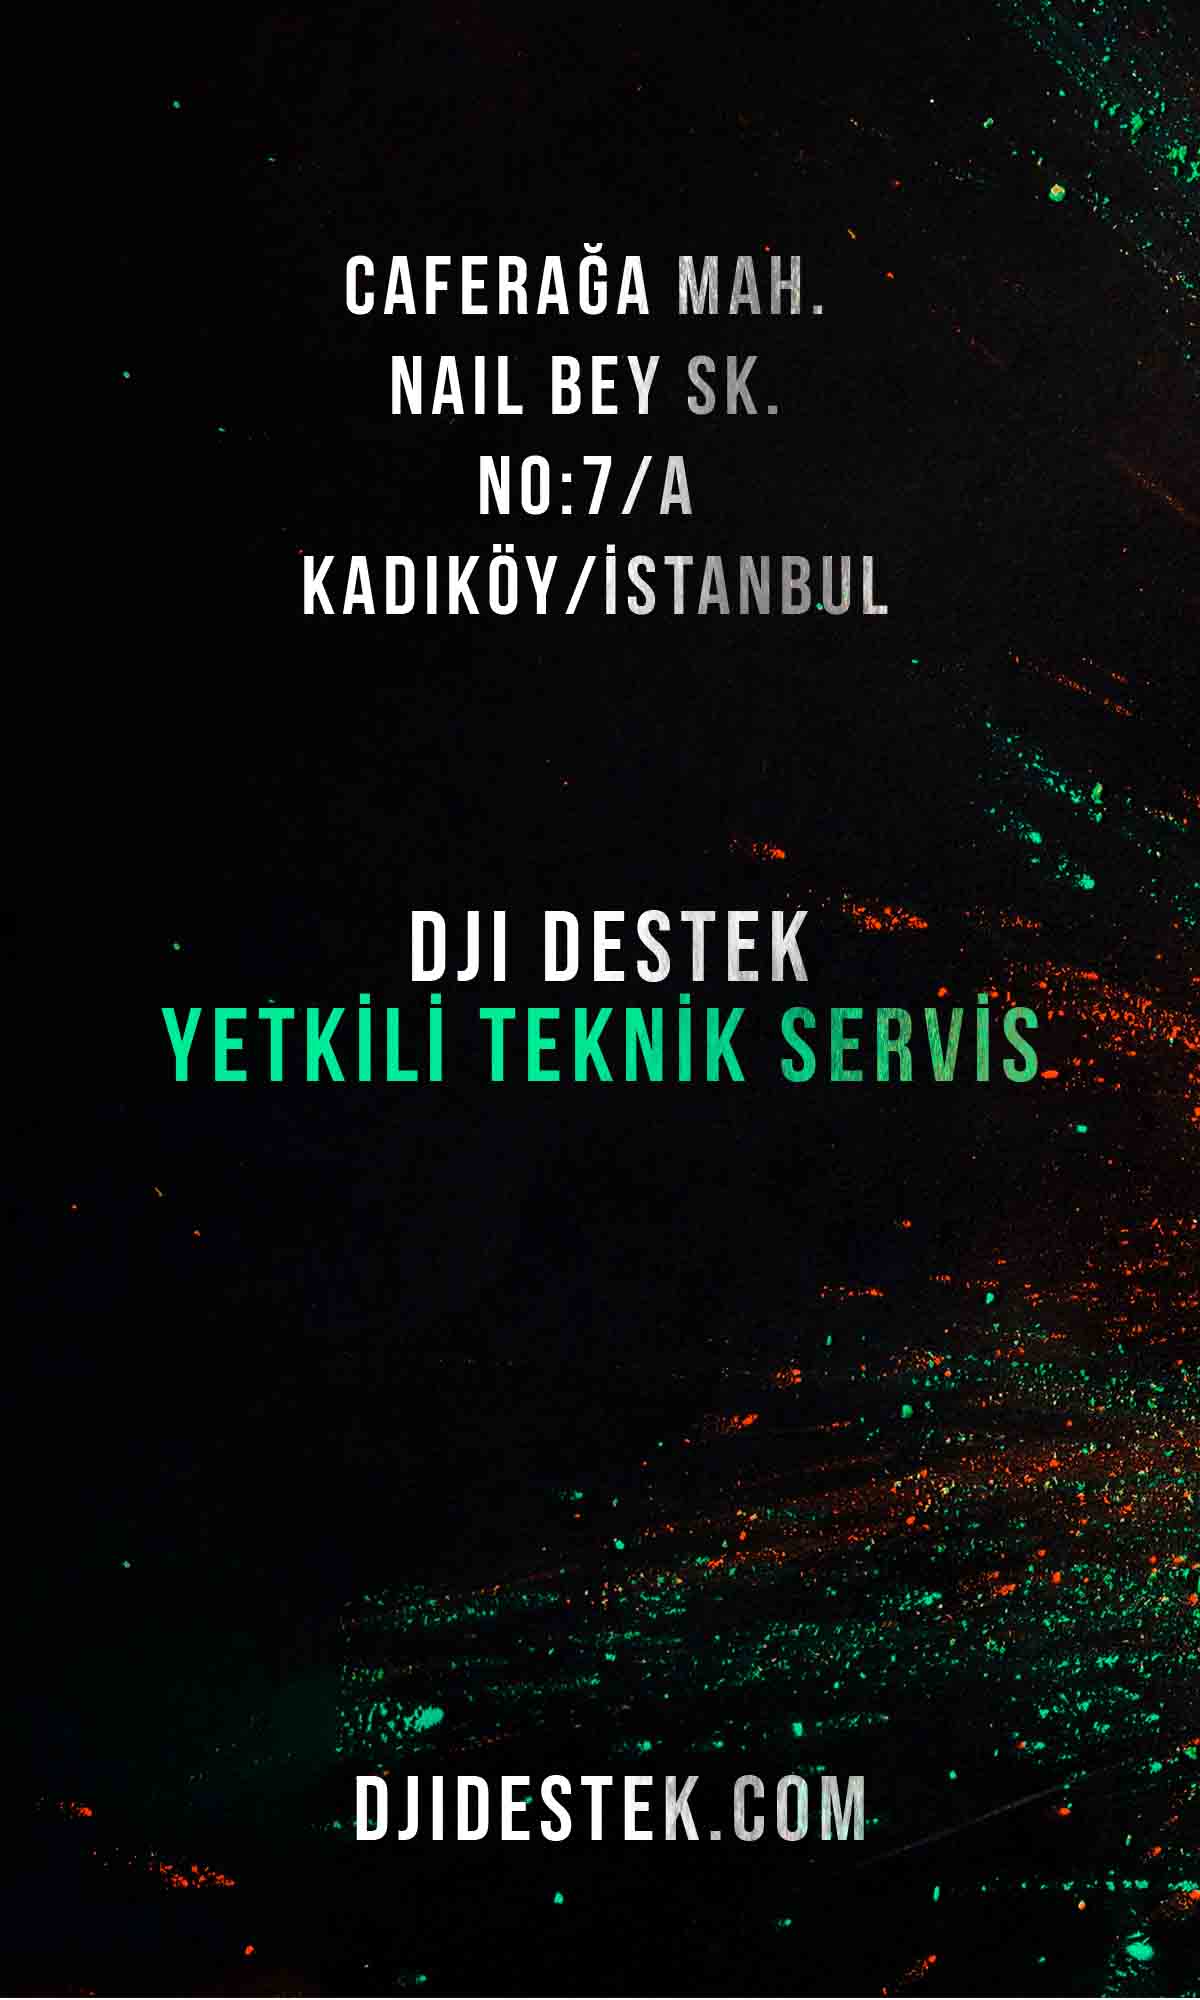 CAFERAĞA MAH.
NAIL BEY SK.
NO:7/A
KADIKÖY/İSTANBUL
DJI DESTEK
YETKİLİ TEKNİK SERVİS
DJIDESTEK.COM